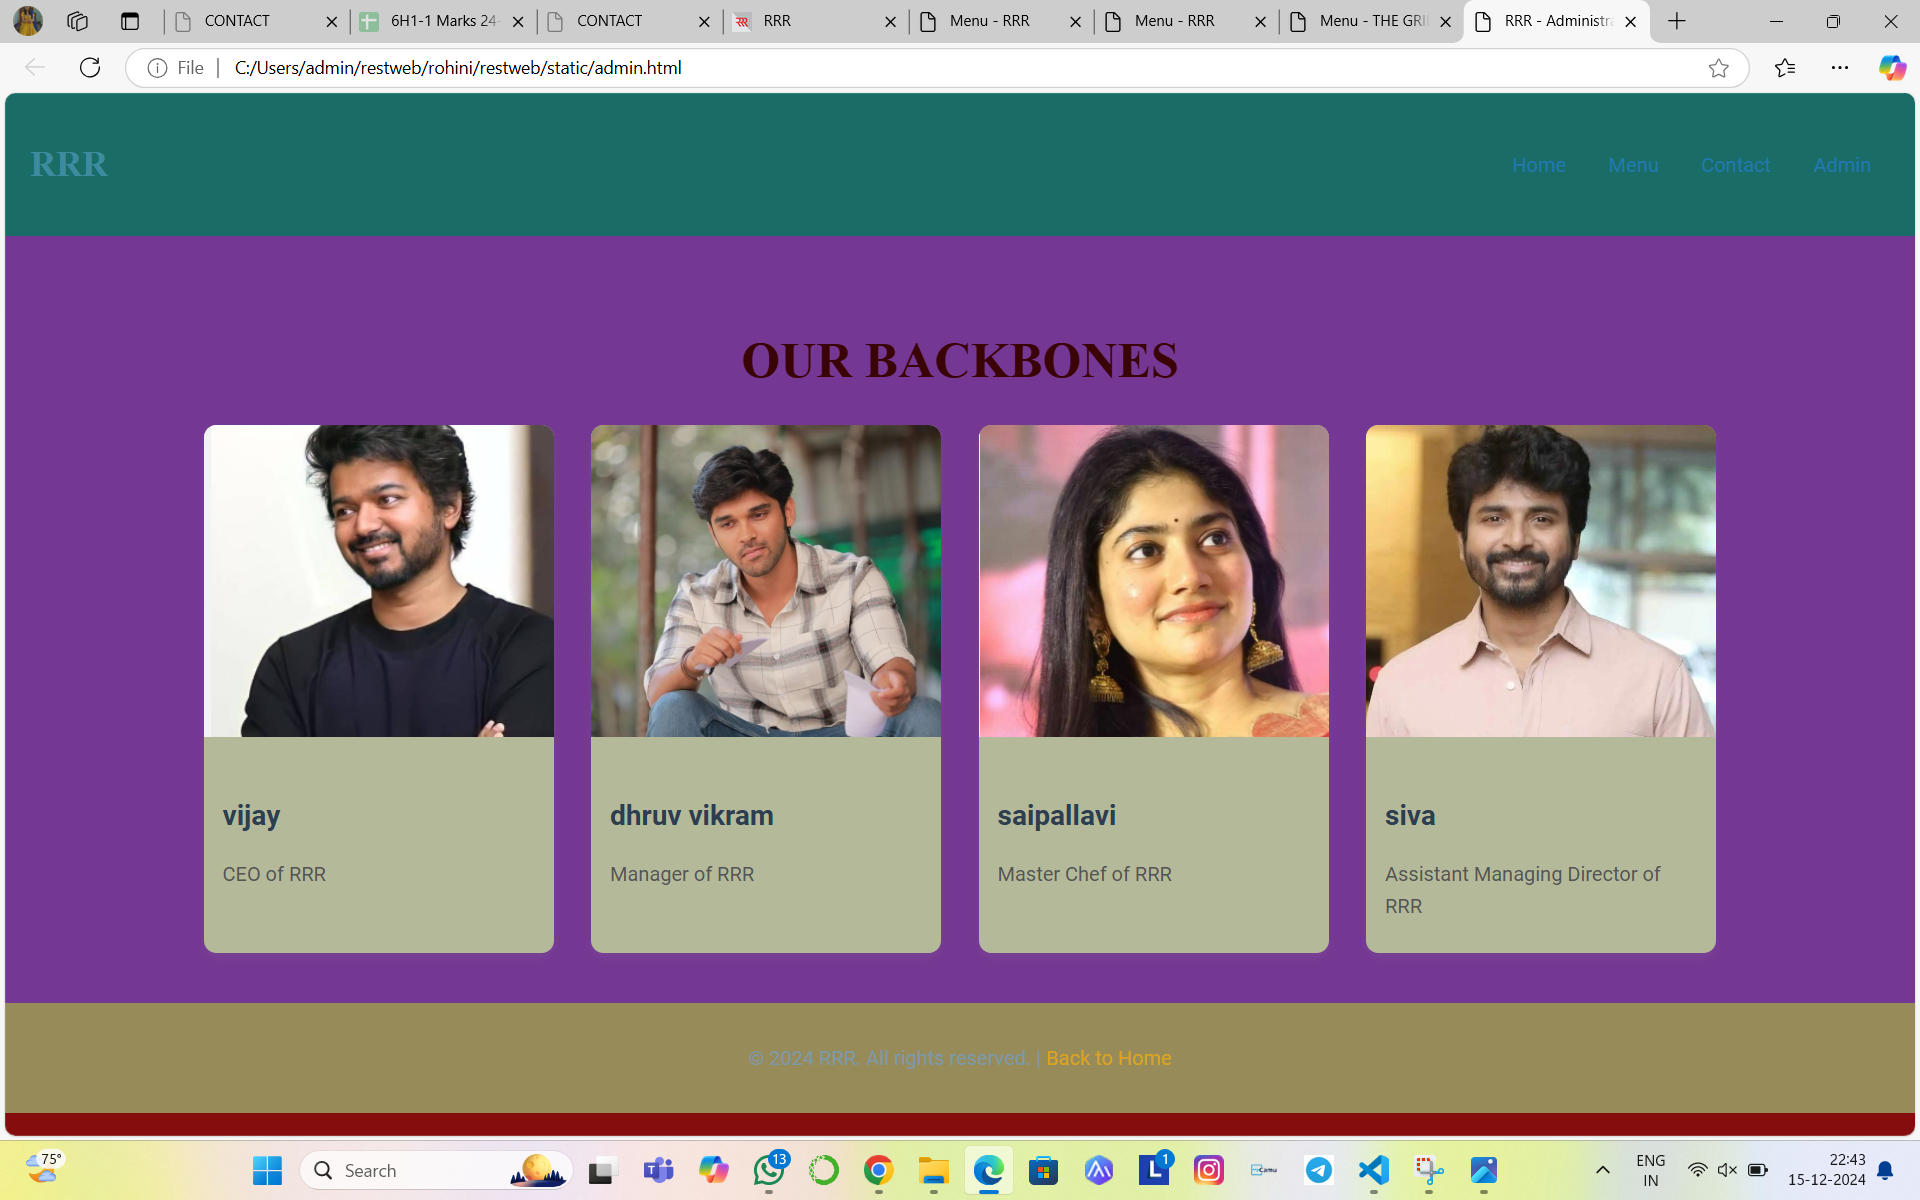 CONTACT
6H1-1 Marks 24-
CONTACT
RRR
Menu - RRR
Menu - RRR
Menu - THE GRI
RRR - Administra
File
C:/Users/admin/restweb/rohini/restweb/static/admin.html
RRR
Home
Menu
Contact
Admin
OUR BACKBONES
vijay
CEO of RRR
dhruv vikram
Manager of RRR
saipallavi
Master Chef of RRR
siva
Assistant Managing Director of
RRR
© 2024 RRR. All rights reserved. | Back to Home
75°
Search
13
L
1
Camu
ENG
IN
22:43
15-12-2024